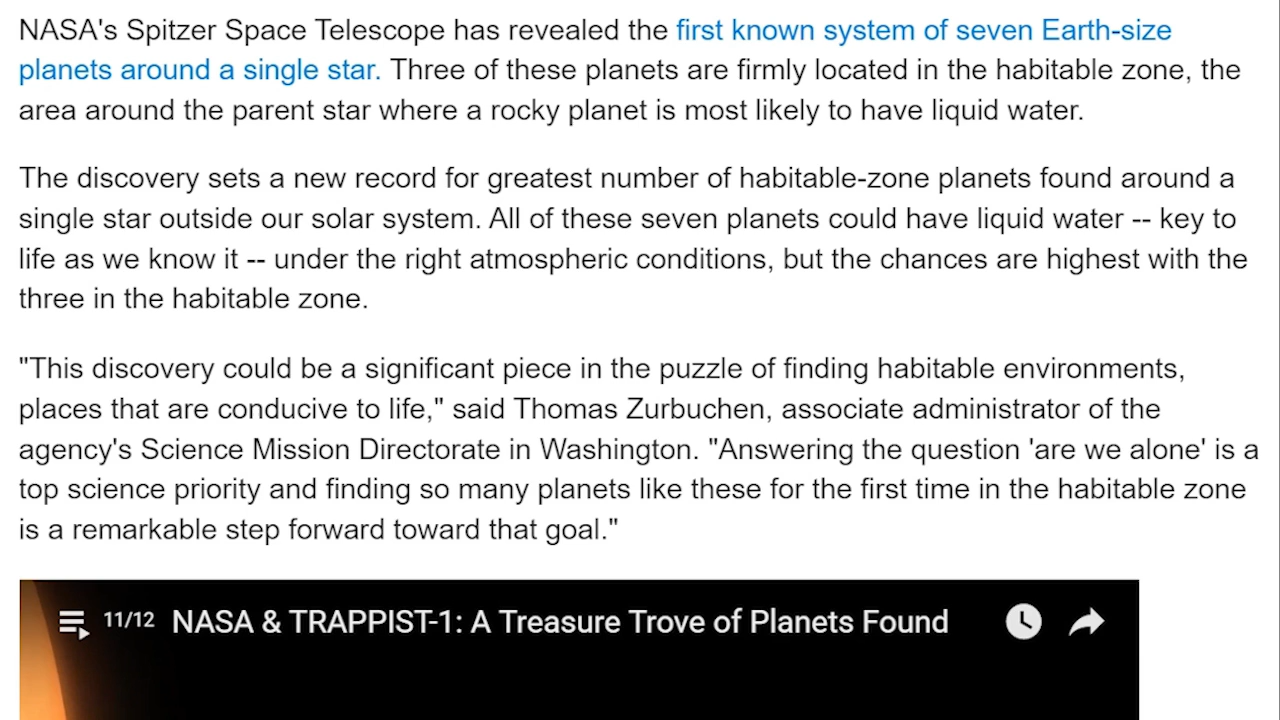 NASA's Spitzer Space Telescope has revealed the first known system of seven Earth-size
planets around a single star. Three of these planets are firmly located in the habitable zone, the
area around the parent star where a rocky planet is most likely to have liquid water.
The discovery sets a new record for greatest number of habitable-zone planets found around a
single star outside our solar system. All of these seven planets could have liquid water -- key to
life as we know it -- under the right atmospheric conditions, but the chances are highest with the
three in the habitable zone.
"This discovery could be a significant piece in the puzzle of finding habitable environments,
places that are conducive to life," said Thomas Zurbuchen, associate administrator of the
agency's Science Mission Directorate in Washington. "Answering the question 'are we alone' is a
top science priority and finding so many planets like these for the first time in the habitable zone
is a remarkable step forward toward that goal."
11/12 NASA & TRAPPIST-1: A Treasure Trove of Planets Found